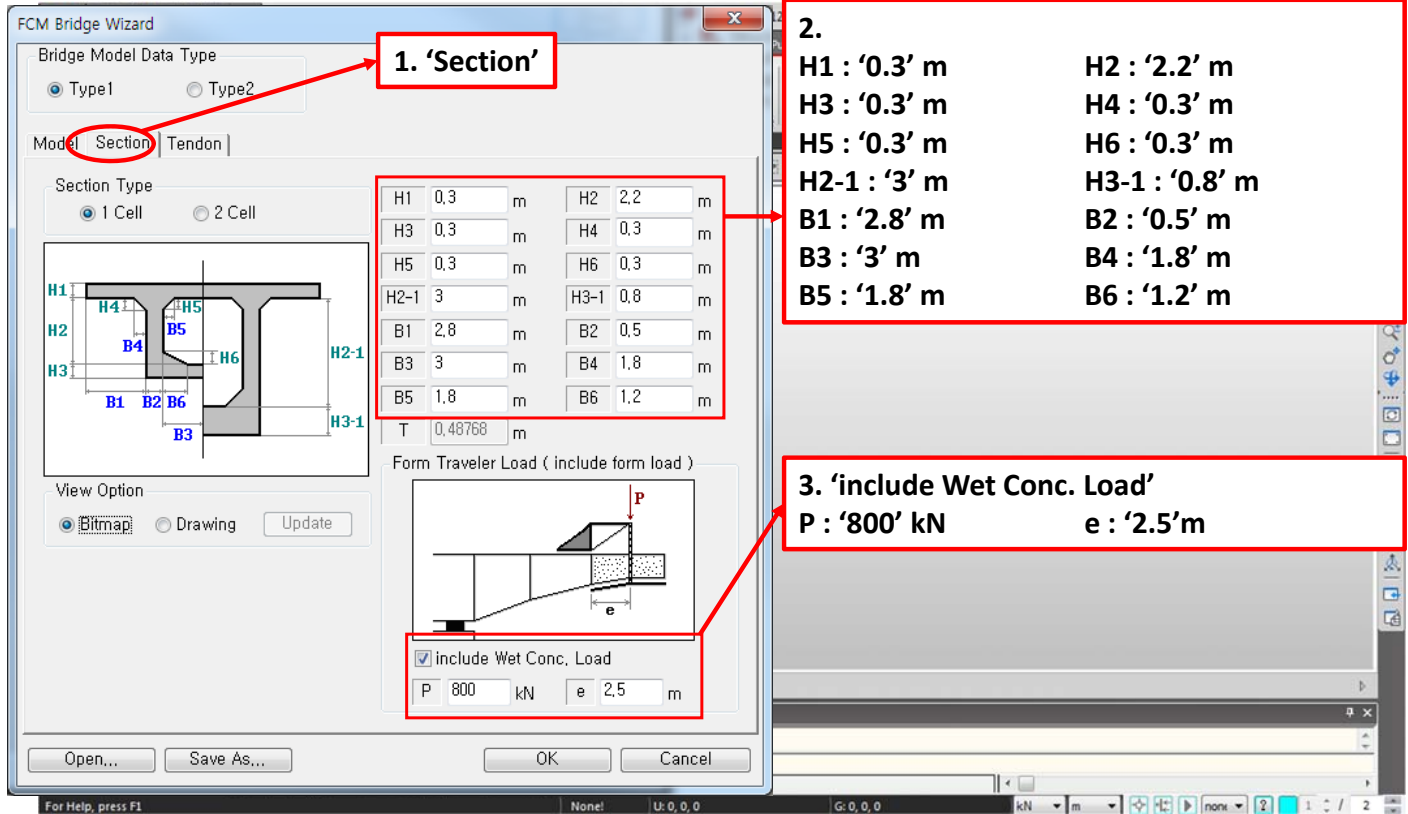 FCM Bridge Wizard
Bridge Model Data Type
Type1 Type2
Model Section Tendon
Section Type
1 Cell 2 Cell
H1
H4 H5
H2 B5
B4
H6 H2-1
H3
B1 B2 B6
H3-1
B3
View Option
Bitmap Drawing Update
H1 0,3 m H2 2,2 m
H3 0,3 m H4 0,3 m
H5 0,3 m H6 0,3 m
H2-1 3 m H3-1 0,8 m
B1 2,8 m B2 0,5 m
B3 3 m B4 1,8 m
B5 1,8 m B6 1,2 m
T 0,48768 m
Form Traveler Load ( include form load )
P
e
include Wet Conc, Load
P 800 kN e 2,5 m
Open,,, Save As,,, OK Cancel
1. ‘Section’
2.
H1 : ‘0.3’ m H2 : ‘2.2’ m
H3 : ‘0.3’ m H4 : ‘0.3’ m
H5 : ‘0.3’ m H6 : ‘0.3’ m
H2-1 : ‘3’ m H3-1 : ‘0.8’ m
B1 : ‘2.8’ m B2 : ‘0.5’ m
B3 : ‘3’ m B4 : ‘1.8’ m
B5 : ‘1.8’ m B6 : ‘1.2’ m
3. ‘include Wet Conc. Load’
P : ‘800’ kN e : ‘2.5’m
For Help, press F1 None! U: 0, 0, 0 G: 0, 0, 0 kN m none 1 / 2